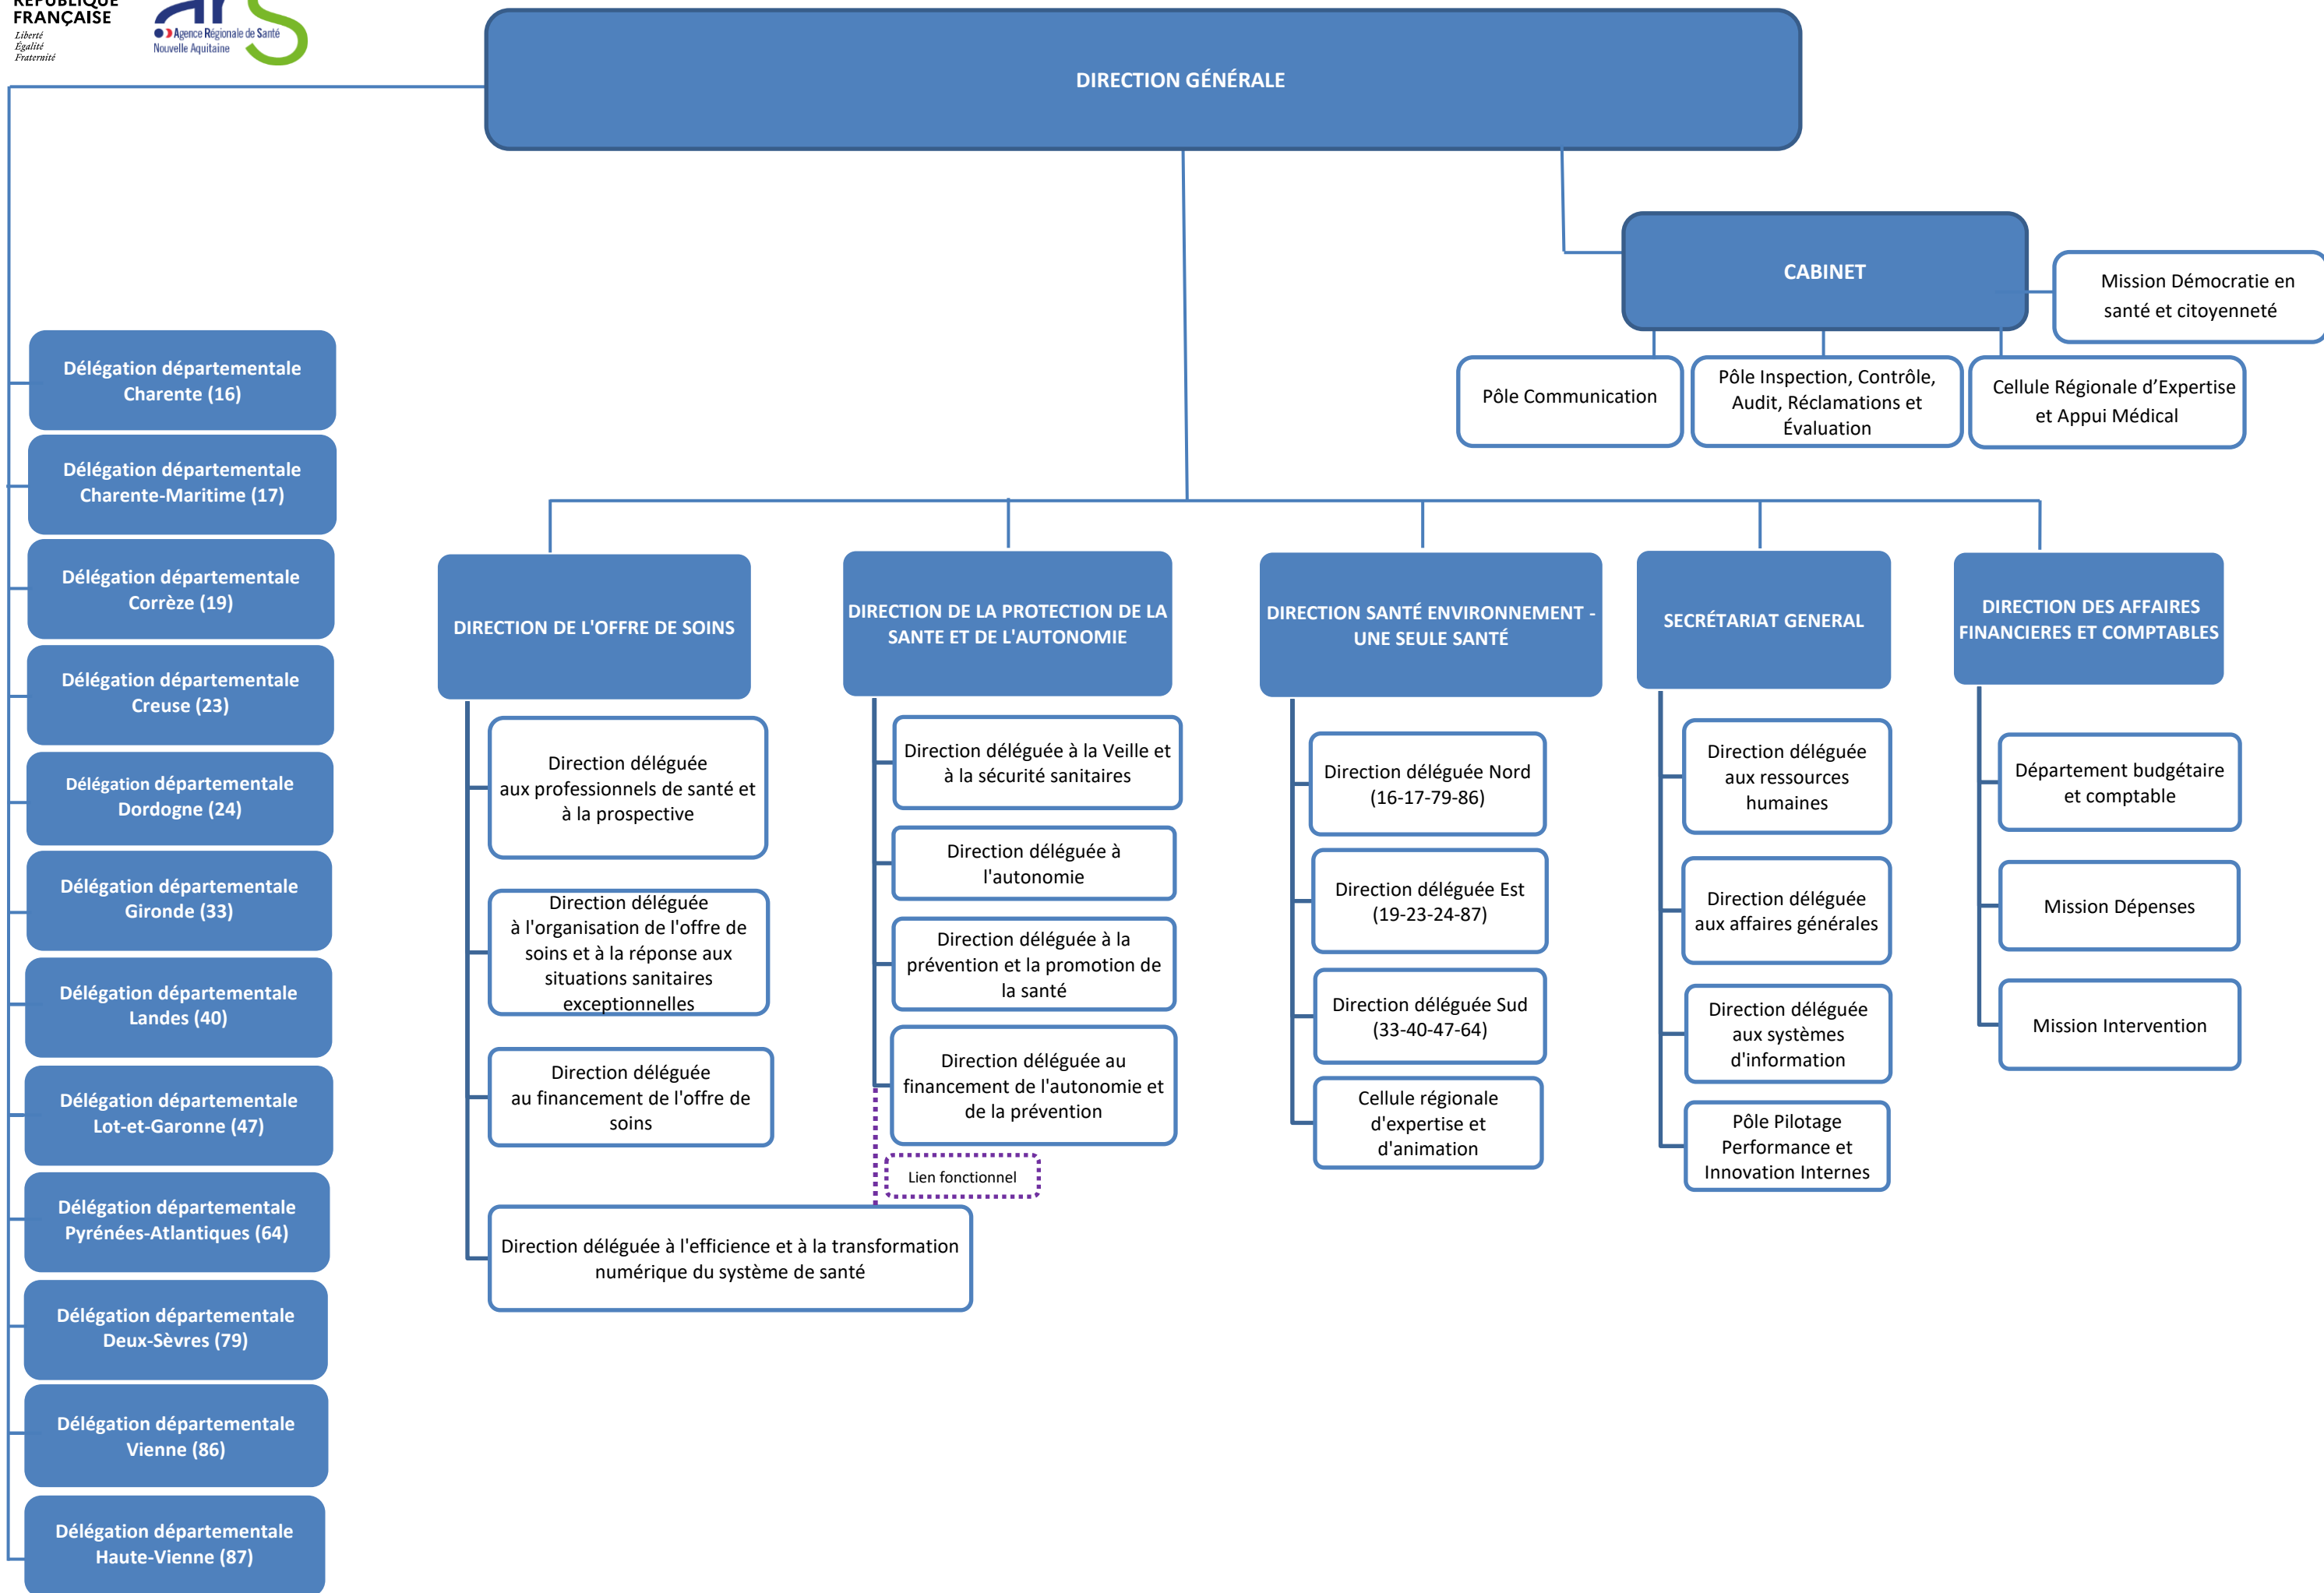 RÉPUBLIQUE
FRANÇAISE
Liberté
Égalité
Fraternité
ars
Agence Régionale de Santé
Nouvelle Aquitaine
DIRECTION GÉNÉRALE
CABINET
Mission Démocratie en
santé et citoyenneté
Pôle Communication
Pôle Inspection, Contrôle,
Audit, Réclamations et
Évaluation
Cellule Régionale d’Expertise
et Appui Médical
Délégation départementale
Charente (16)
Délégation départementale
Charente-Maritime (17)
Délégation départementale
Corrèze (19)
Délégation départementale
Creuse (23)
Délégation départementale
Dordogne (24)
Délégation départementale
Gironde (33)
Délégation départementale
Landes (40)
Délégation départementale
Lot-et-Garonne (47)
Délégation départementale
Pyrénées-Atlantiques (64)
Délégation départementale
Deux-Sèvres (79)
Délégation départementale
Vienne (86)
Délégation départementale
Haute-Vienne (87)
DIRECTION DE L'OFFRE DE SOINS
Direction déléguée
aux professionnels de santé et
à la prospective
Direction déléguée
à l'organisation de l'offre de
soins et à la réponse aux
situations sanitaires
exceptionnelles
Direction déléguée
au financement de l'offre de
soins
Direction déléguée à l'efficience et à la transformation
numérique du système de santé
DIRECTION DE LA PROTECTION DE LA
SANTE ET DE L'AUTONOMIE
Direction déléguée à la Veille et
à la sécurité sanitaires
Direction déléguée à
l'autonomie
Direction déléguée à la
prévention et la promotion de
la santé
Direction déléguée au
financement de l'autonomie et
de la prévention
Lien fonctionnel
DIRECTION SANTÉ ENVIRONNEMENT -
UNE SEULE SANTÉ
Direction déléguée Nord
(16-17-79-86)
Direction déléguée Est
(19-23-24-87)
Direction déléguée Sud
(33-40-47-64)
Cellule régionale
d'expertise et
d'animation
SECRÉTARIAT GENERAL
Direction déléguée
aux ressources
humaines
Direction déléguée
aux affaires générales
Direction déléguée
aux systèmes
d'information
Pôle Pilotage
Performance et
Innovation Internes
DIRECTION DES AFFAIRES
FINANCIERES ET COMPTABLES
Département budgétaire
et comptable
Mission Dépenses
Mission Intervention